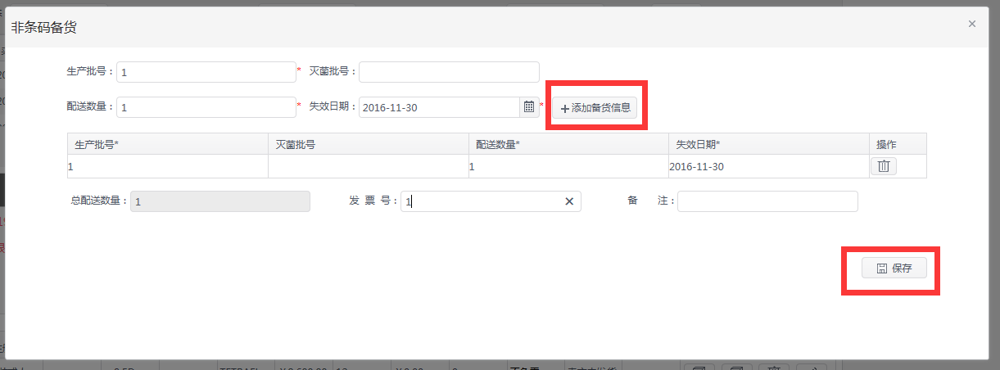 非条码备货 ×
生产批号： 1 * 灭菌批号：
配送数量： 1 * 失效日期： 2016-11-30 * 添加备货信息
生产批号* 灭菌批号 配送数量* 失效日期* 操作
1 1 2016-11-30
总配送数量： 1 发 票 号： 1 ✕ 备 注：
保存